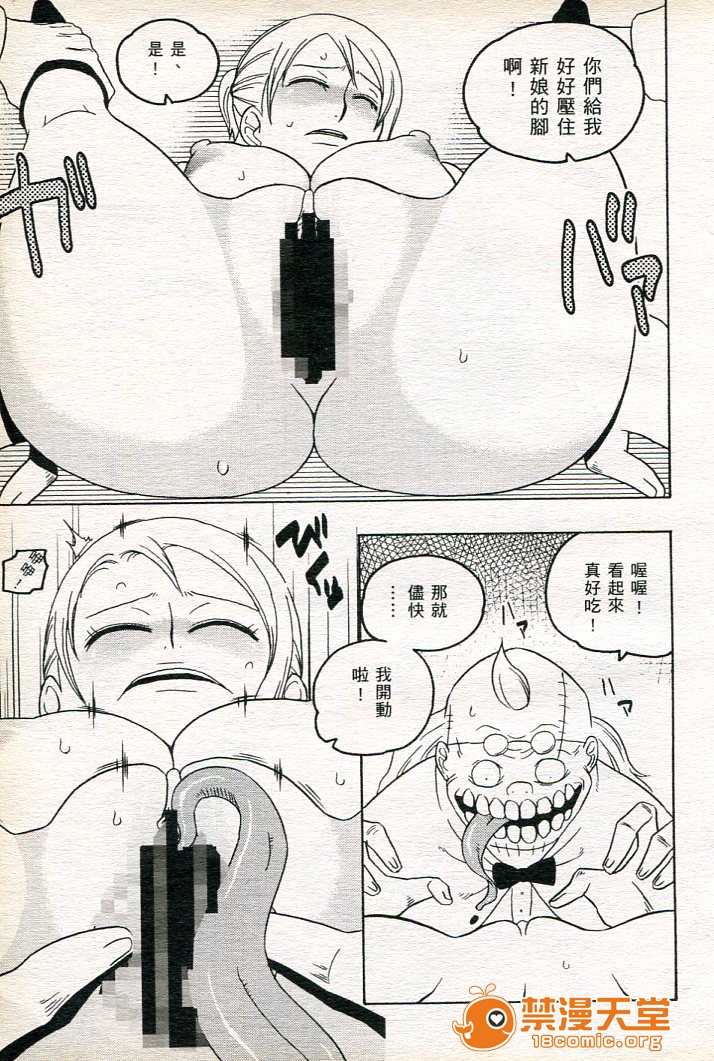 你們給我
好好壓住
新娘的腳
啊！
是、
是！
喔喔！
看起來
真好吃！
那就
儘快
……
我開動
啦！
禁漫天堂
18comic.org